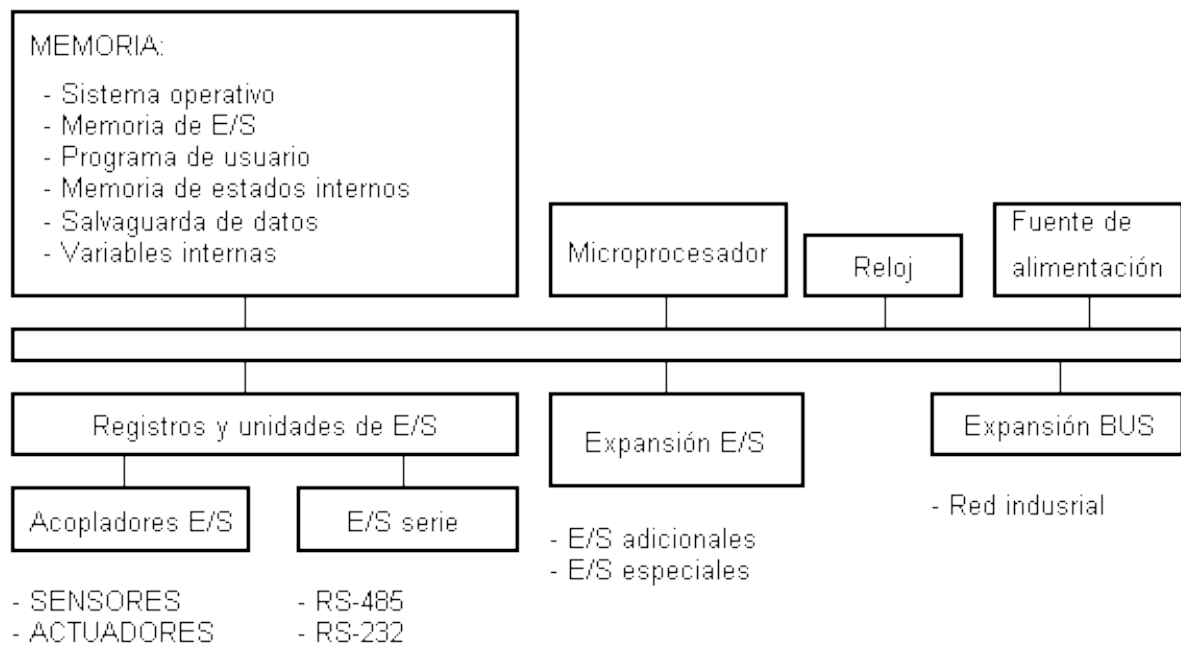 MEMORIA:
- Sistema operativo
- Memoria de E/S
- Programa de usuario
- Memoria de estados internos
- Salvaguarda de datos
- Variables internas
Microprocesador
Reloj
Fuente de
alimentación
Registros y unidades de E/S
Expansión E/S
Expansión BUS
Acopladores E/S
E/S serie
- Red indusrial
- E/S adicionales
- E/S especiales
- SENSORES
- ACTUADORES
- RS-485
- RS-232